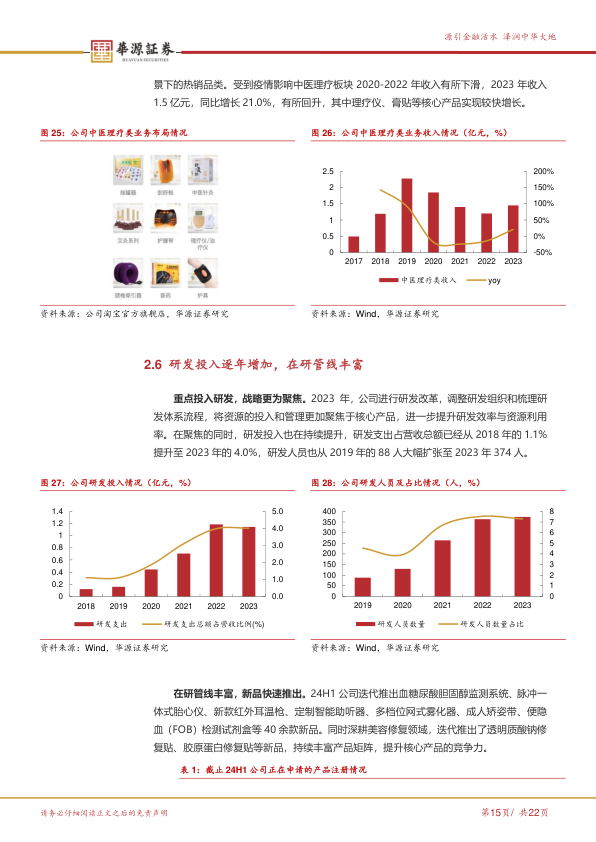 源引金融活水 泽润中华大地
华源证券
HUAYUAN SECURITIES
景下的热销品类。受到疫情影响中医理疗板块 2020-2022 年收入有所下滑，2023 年收入
1.5 亿元，同比增长 21.0%，有所回升，其中理疗仪、膏贴等核心产品实现较快增长。
图 25：公司中医理疗类业务布局情况
拔罐器 刮痧板 中医针灸
艾灸系列 护腰带 理疗仪/治
疗仪
颈椎牵引器 膏药 护具
资料来源：公司淘宝官方旗舰店，华源证券研究
图 26：公司中医理疗类业务收入情况（亿元，%）
2.5 200%
2 150%
1.5 100%
1 50%
0.5 0%
0 -50%
2017 2018 2019 2020 2021 2022 2023
中医理疗类收入 yoy
资料来源：Wind，华源证券研究
2.6 研发投入逐年增加，在研管线丰富
重点投入研发，战略更为聚焦。2023 年，公司进行研发改革，调整研发组织和梳理研
发体系流程，将资源的投入和管理更加聚焦于核心产品，进一步提升研发效率与资源利用
率。在聚焦的同时，研发投入也在持续提升，研发支出占营收总额已经从 2018 年的 1.1%
提升至 2023 年的 4.0%，研发人员也从 2019 年的 88 人大幅扩张至 2023 年 374 人。
图 27：公司研发投入情况（亿元，%）
1.4 5.0
1.2 4.0
1
0.8 3.0
0.6 2.0
0.4
0.2 1.0
0 0.0
2018 2019 2020 2021 2022 2023
研发支出 研发支出总额占营收比例(%)
资料来源：Wind，华源证券研究
图 28：公司研发人员及占比情况（人，%）
400 8
350 7
300 6
250 5
200 4
150 3
100 2
50 1
0 0
2019 2020 2021 2022 2023
研发人员数量 研发人员数量占比
资料来源：Wind，华源证券研究
在研管线丰富，新品快速推出。24H1 公司迭代推出血糖尿酸胆固醇监测系统、脉冲一
体式胎心仪、新款红外耳温枪、定制智能助听器、多档位网式雾化器、成人矫姿带、便隐
血（FOB）检测试剂盒等 40 余款新品。同时深耕美容修复领域，迭代推出了透明质酸钠修
复贴、胶原蛋白修复贴等新品，持续丰富产品矩阵，提升核心产品的竞争力。
表 1：截止 24H1 公司正在申请的产品注册情况
请务必仔细阅读正文之后的免责声明
第15页/ 共22页